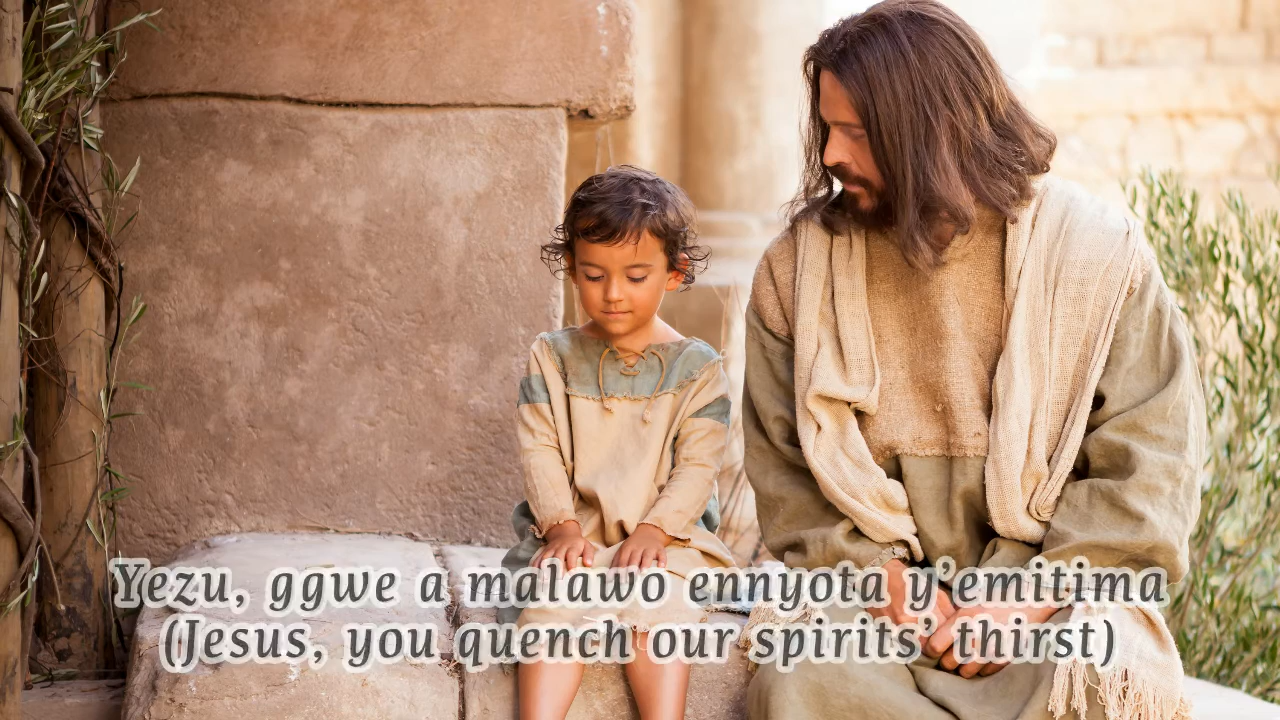 Yezu, ggwe a malawo ennyota y’emitima
(Jesus, you quench our spirits’ thirst)